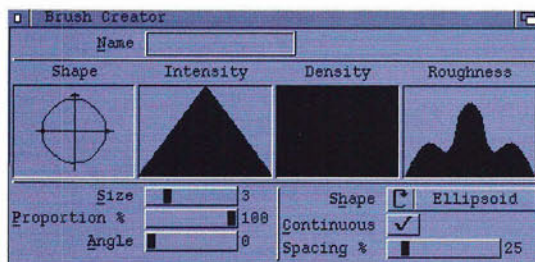 Brush Creator
Name
Shape Intensity Density Roughness
Size 3
Proportion % 100
Angle 0
Shape Ellipsoid
Continuous
Spacing % 25